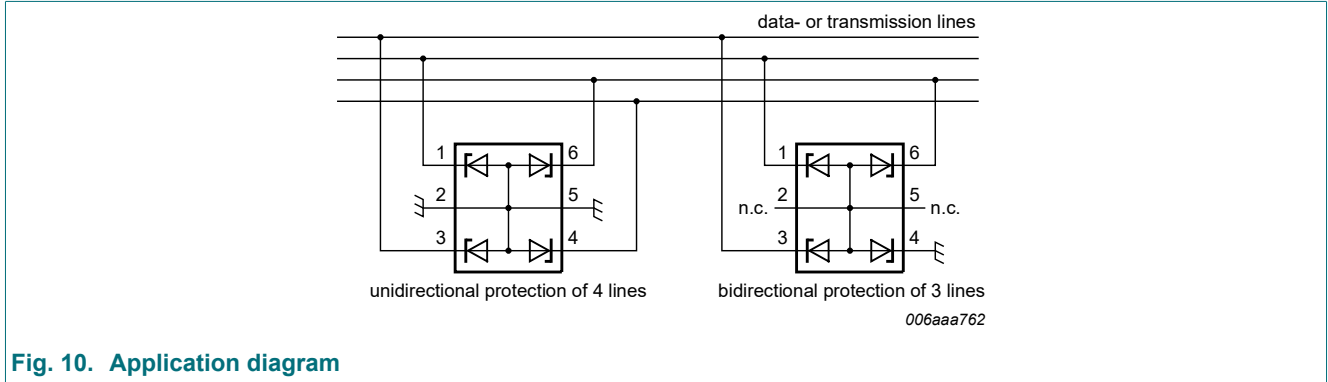 data- or transmission lines
1 6
2 5
3 4
unidirectional protection of 4 lines
1 6
n.c. 2 5 n.c.
3 4
bidirectional protection of 3 lines
006aaa762
Fig. 10. Application diagram